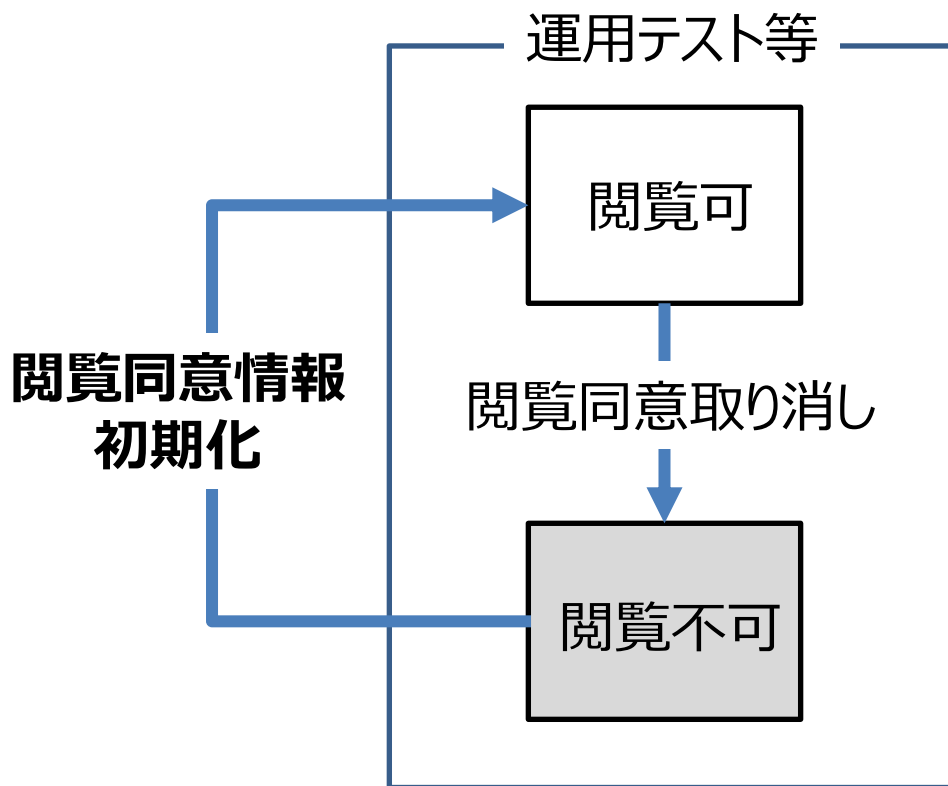 運用テスト等
閲覧可
閲覧同意情報
初期化
閲覧同意取り消し
閲覧不可